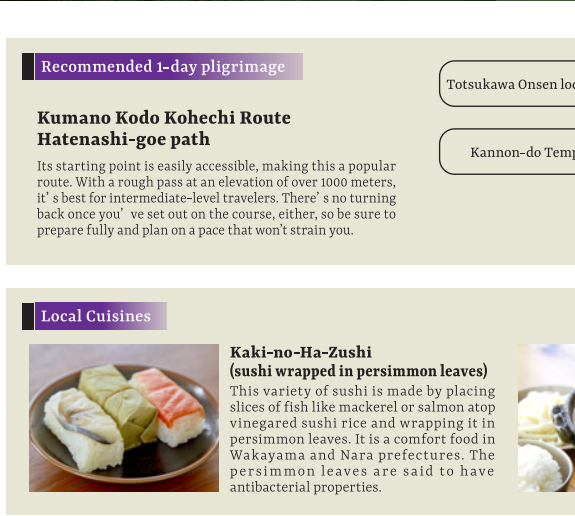 Recommended 1-day pligrimage
Kumano Kodo Kohechi Route
Hatenashi-goe path
Its starting point is easily accessible, making this a popular
route. With a rough pass at an elevation of over 1000 meters,
it’ s best for intermediate-level travelers. There’ s no turning
back once you’ ve set out on the course, either, so be sure to
prepare fully and plan on a pace that won’t strain you.
Totsukawa Onsen
Kannon-do
Local Cuisines
Kaki-no-Ha-Zushi
(sushi wrapped in persimmon leaves)
This variety of sushi is made by placing
slices of fish like mackerel or salmon atop
vinegared sushi rice and wrapping it in
persimmon leaves. It is a comfort food in
Wakayama and Nara prefectures. The
persimmon leaves are said to have
antibacterial properties.